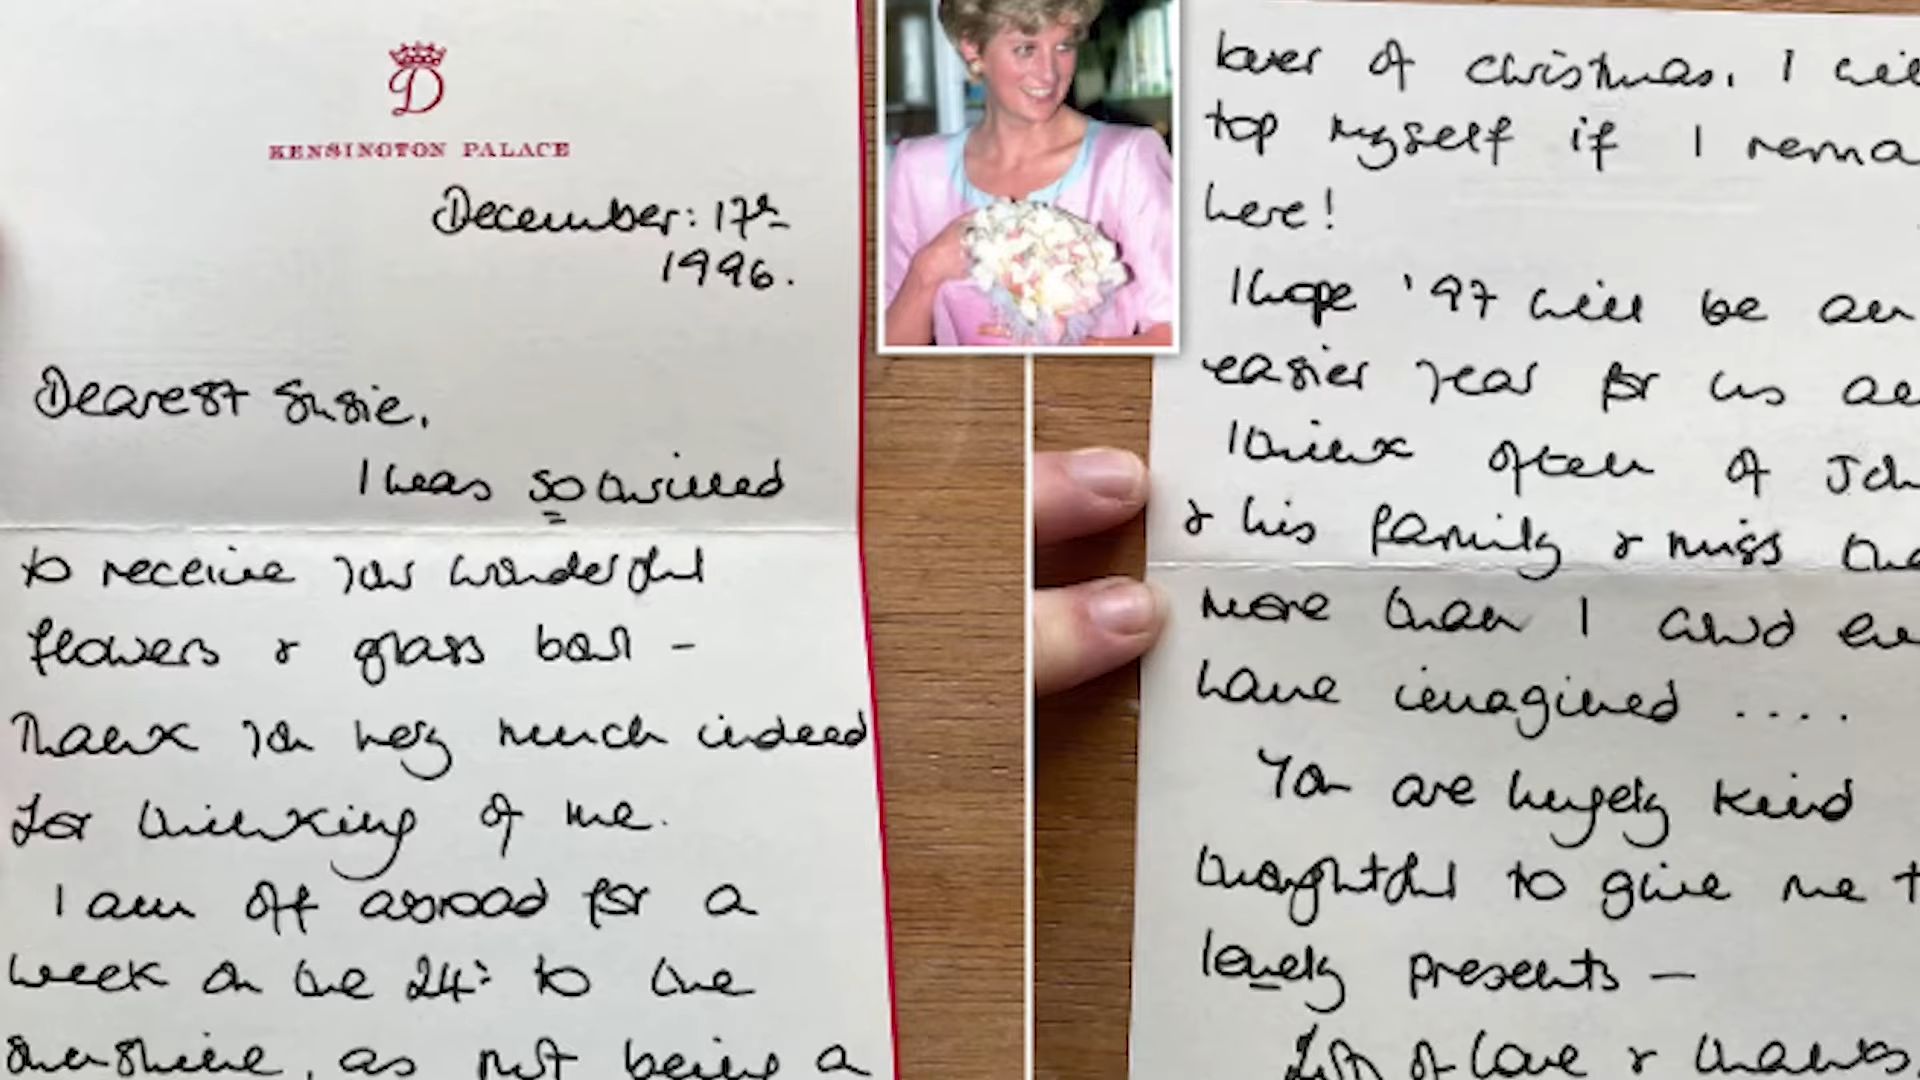 D
KENSINGTON PALACE
December: 17th
1996.
Dearest Susie,
I was so thrilled
to receive your wonderful
flowers & glass bowl -
Thank you very much indeed
for thinking of me.
I am off abroad for a
week on the 24th to the
sunshine, as not being a
lover of Christmas, I
top myself if I
here!
I hope '97 will be an
easier year for us
I think often of
& his family & miss
more than I could
have imagined ....
You are hugely kind
thoughtful to give me
lovely presents -
Lots of love & thanks,